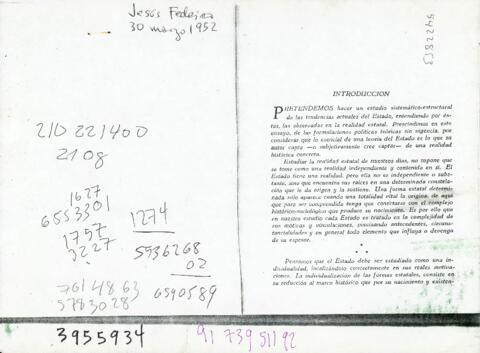 Jesús Federico
30 marzo 1952
5382245
210 221400
2108
1627
6553301
1274
1757
3227
5536268
02
7614863
6590589
5783028
3955934
91 739 51 92
INTRODUCCION
PRETENDEMOS hacer un estudio sistemático-estructural
de las tendencias actuales del Estado, entendiendo por és-
tas, las observadas en la realidad estatal. Prescindimos en este
ensayo, de las formulaciones políticas teóricas sin vigencia, por
considerar que lo esencial de una teoría del Estado es lo que su
autor capta —o subjetivamente cree captar— de una realidad
histórica concreta.
Estudiar la realidad estatal de nuestros días, no supone que
se tome como una realidad independiente y contenida en sí. El
Estado tiene una realidad, pero ella no es independiente o subs-
tante, sino que encuentra sus raíces en una determinada constela-
ción que le da origen y la sostiene. Una forma estatal determi-
nada sólo aparece cuando una totalidad vital la origina de aquí
que para ser comprendida tenga que conectarse con el complejo
histórico-sociológico que produce su nacimiento. Es por ello que
en nuestro estudio cada Estado es tratado en la complejidad de
sus motivos y vinculaciones, precisando antecedentes, circuns-
tancialidades y en general todo elemento que influya o devenga
de su esencia.
Pensamos que el Estado debe ser estudiado como una in-
dividualidad, localizándolo concretamente en sus reales motiva-
ciones. La individualización de las formas estatales, consiste en
su reducción al marco histórico que por su nacimiento y existen-